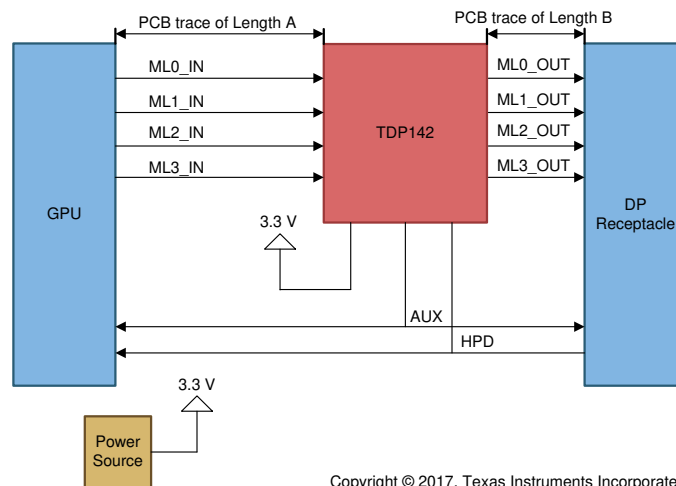 PCB trace of Length A
PCB trace of Length B
ML0_IN
ML0_OUT
ML1_IN
ML1_OUT
TDP142
ML2_IN
ML2_OUT
ML3_IN
ML3_OUT
GPU
DP
Receptacle
3.3 V
AUX
HPD
3.3 V
Power
Source
Copyright © 2017, Texas Instruments Incorporate